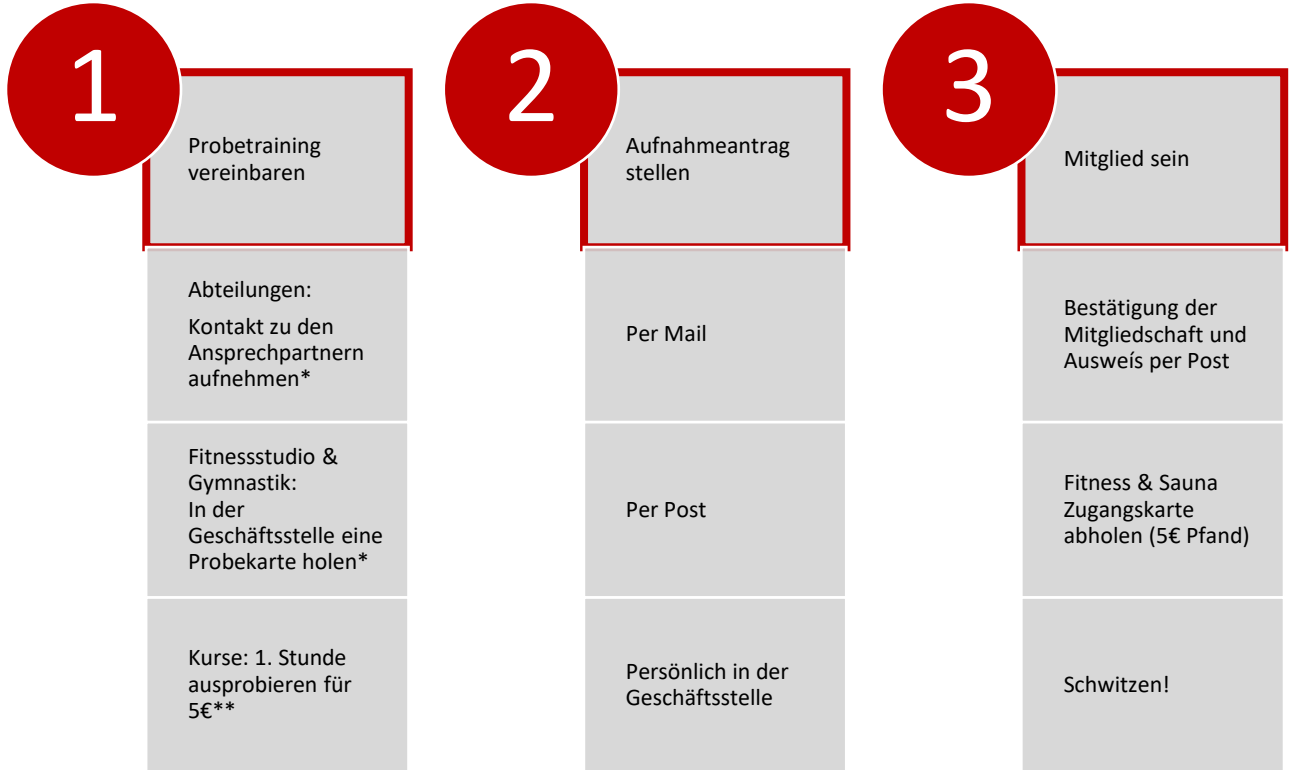 1
Probetraining
vereinbaren
Abteilungen:
Kontakt zu den
Ansprechpartnern
aufnehmen*
Fitnessstudio &
Gymnastik:
In der
Geschäftsstelle eine
Probekarte holen*
Kurse: 1. Stunde
ausprobieren für
5€**
2
Aufnahmeantrag
stellen
Per Mail
Per Post
Persönlich in der
Geschäftsstelle
3
Mitglied sein
Bestätigung der
Mitgliedschaft und
Ausweís per Post
Fitness & Sauna
Zugangskarte
abholen (5€ Pfand)
Schwitzen!